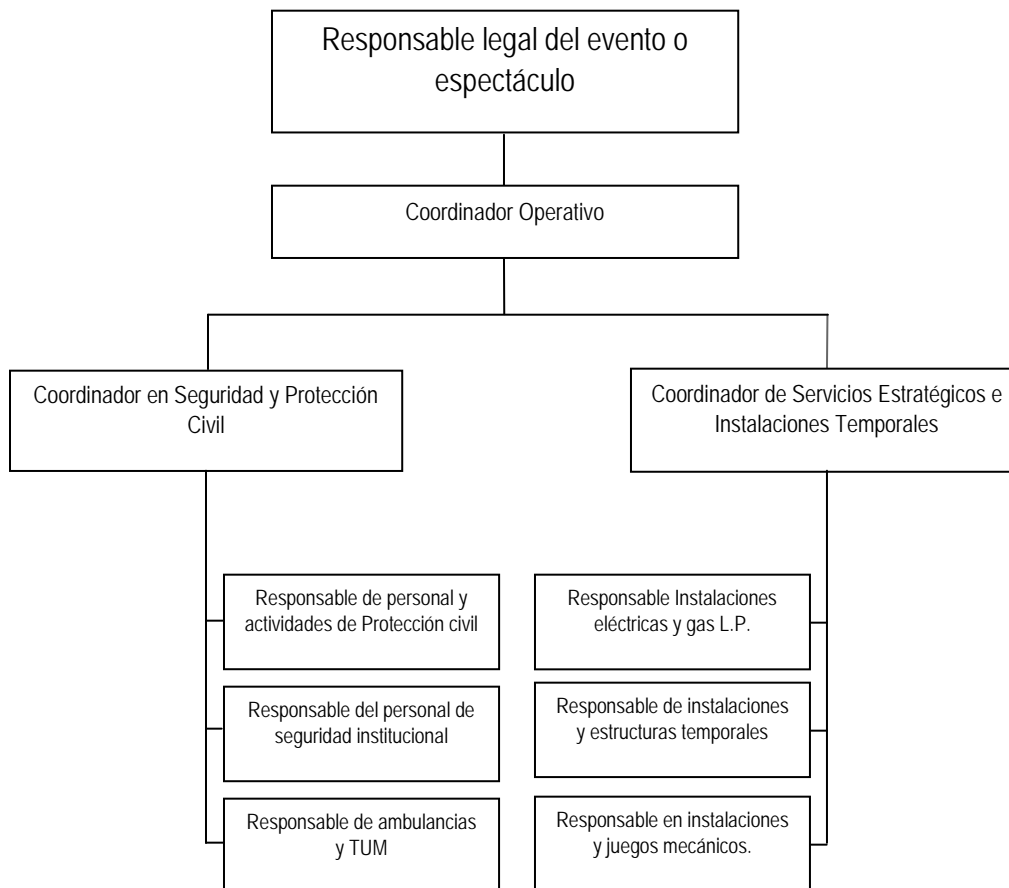 Responsable legal del evento o
espectáculo
Coordinador Operativo
Coordinador en Seguridad y Protección
Civil
Coordinador de Servicios Estratégicos e
Instalaciones Temporales
Responsable de personal y
actividades de Protección civil
Responsable Instalaciones
eléctricas y gas L.P.
Responsable del personal de
seguridad institucional
Responsable de instalaciones
y estructuras temporales
Responsable de ambulancias
y TUM
Responsable en instalaciones
y juegos mecánicos.